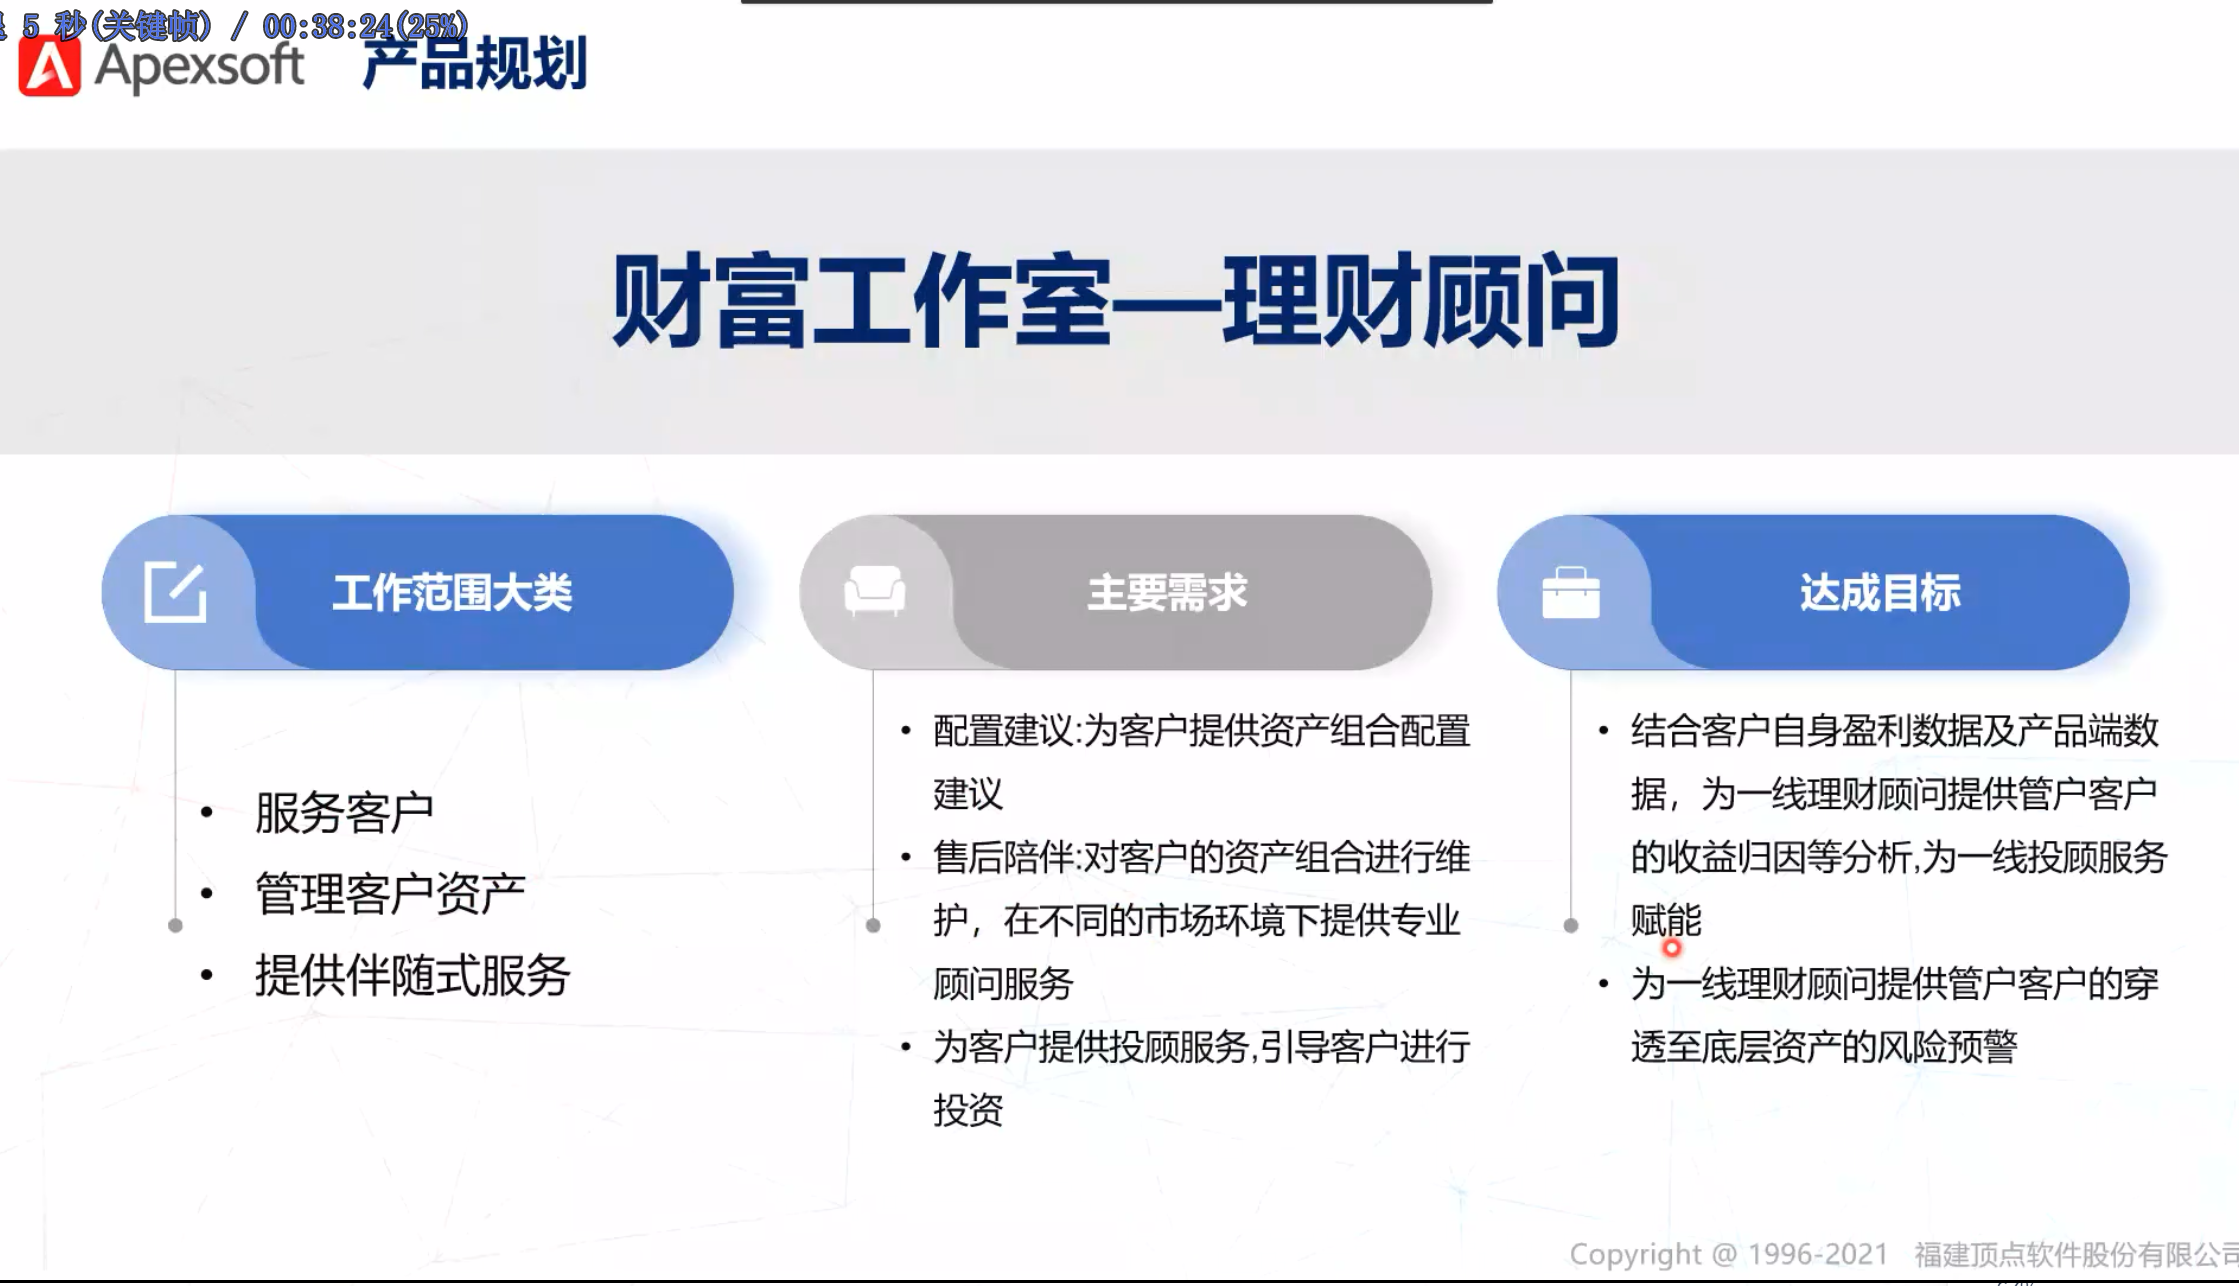 5 秒(关键帧) / 00:38:24(25%)
Apexsoft 产品规划
财富工作室—理财顾问
工作范围大类
• 服务客户
• 管理客户资产
• 提供伴随式服务
主要需求
• 配置建议:为客户提供资产组合配置
建议
• 售后陪伴:对客户的资产组合进行维
护，在不同的市场环境下提供专业
顾问服务
• 为客户提供投顾服务,引导客户进行
投资
达成目标
• 结合客户自身盈利数据及产品端数
据，为一线理财顾问提供管户客户
的收益归因等分析,为一线投顾服务
赋能
• 为一线理财顾问提供管户客户的穿
透至底层资产的风险预警
Copyright @ 1996-2021 福建顶点软件股份有限公司